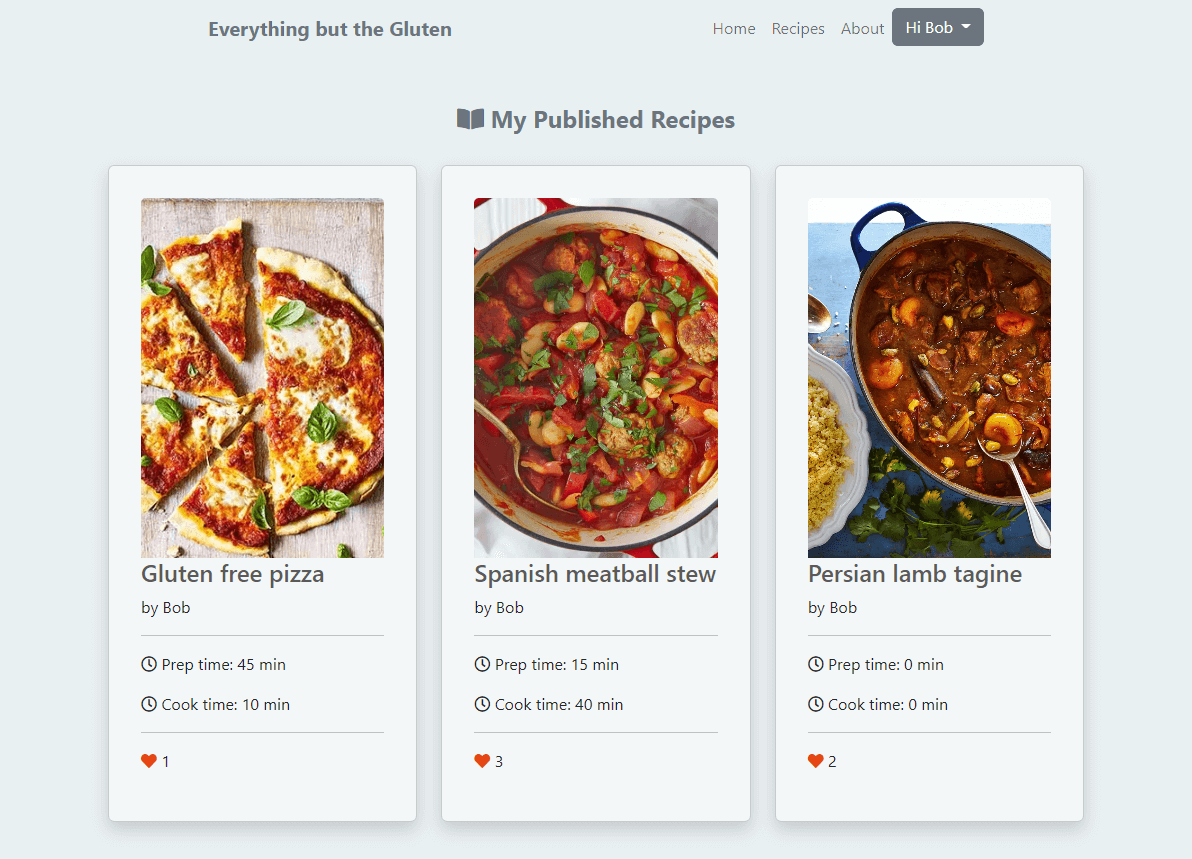 Everything but the Gluten
Home Recipes About Hi Bob
My Published Recipes
Gluten free pizza
by Bob
Prep time: 45 min
Cook time: 10 min
1
Spanish meatball stew
by Bob
Prep time: 15 min
Cook time: 40 min
3
Persian lamb tagine
by Bob
Prep time: 0 min
Cook time: 0 min
2